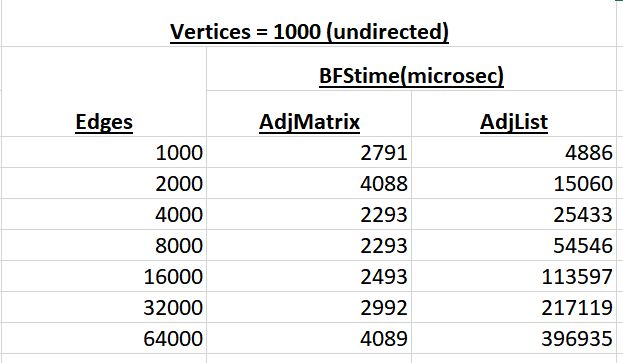 Vertices = 1000 (undirected)
BFStime(microsec)
Edges AdjMatrix AdjList
1000 2791 4886
2000 4088 15060
4000 2293 25433
8000 2293 54546
16000 2493 113597
32000 2992 217119
64000 4089 396935